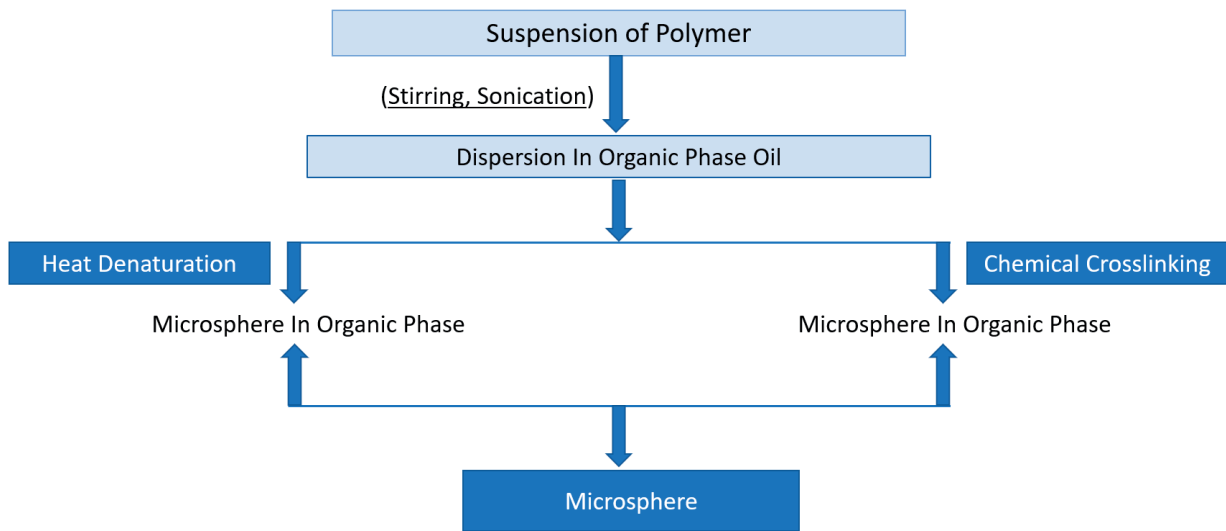 Suspension of Polymer
(Stirring, Sonication)
Dispersion In Organic Phase Oil
Heat Denaturation
Chemical Crosslinking
Microsphere In Organic Phase
Microsphere In Organic Phase
Microsphere